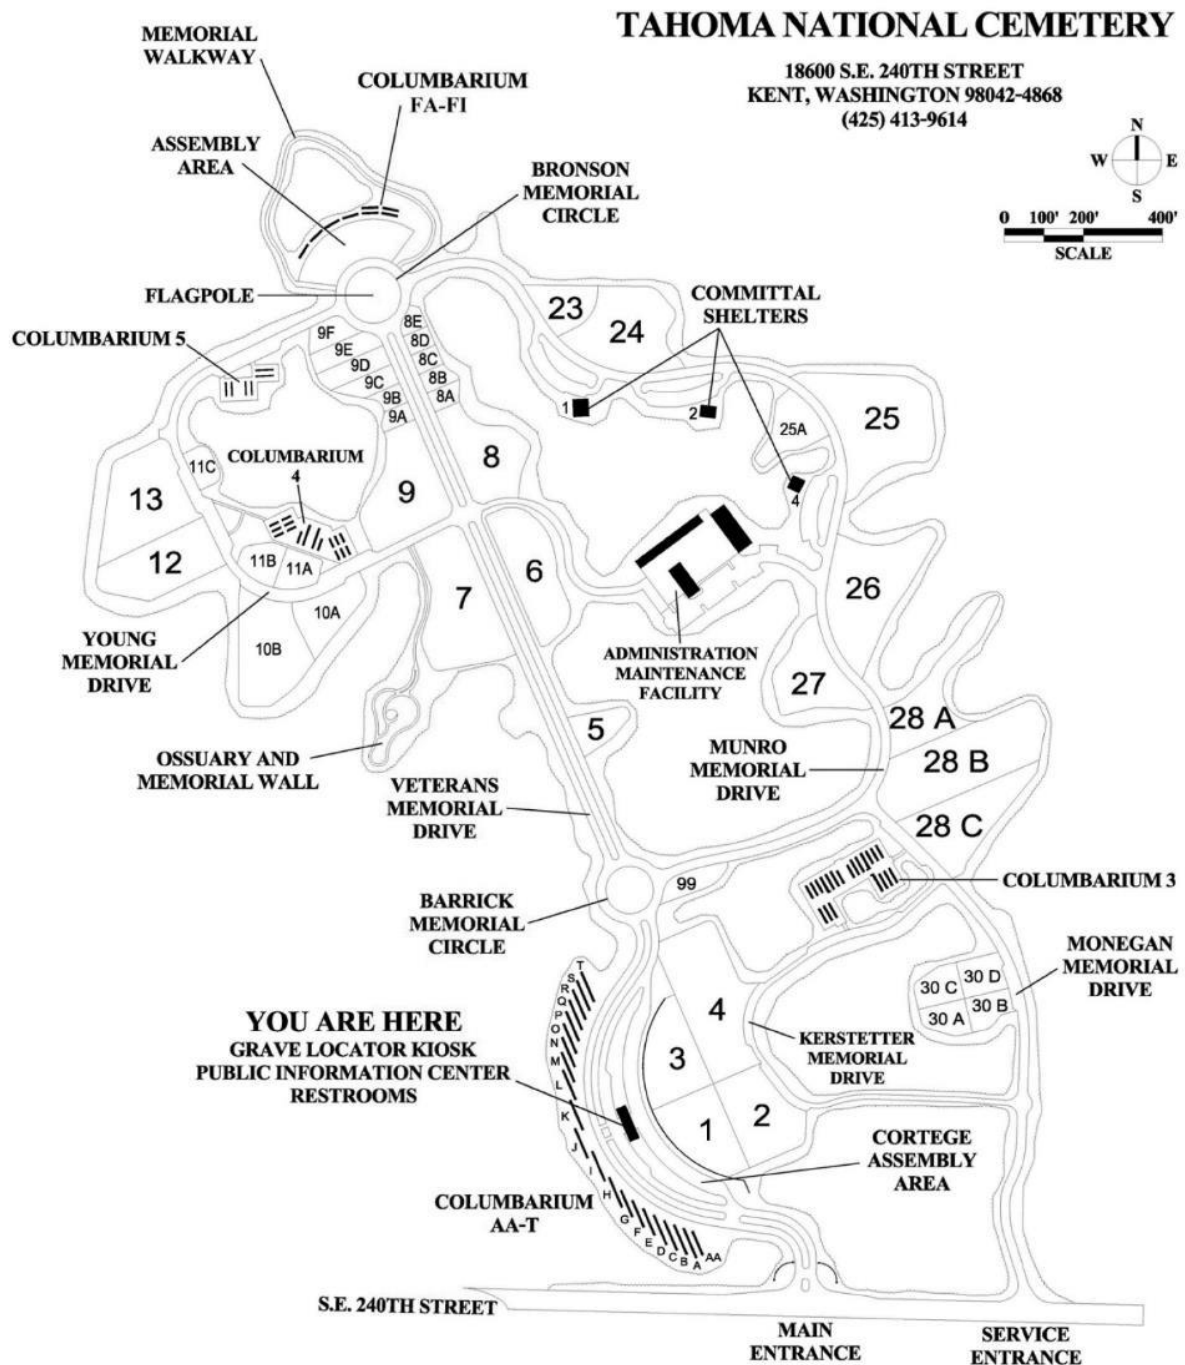 TAHOMA NATIONAL CEMETERY
18600 S.E. 240TH STREET
KENT, WASHINGTON 98042-4868
(425) 413-9614
N
W E
S
0 100' 200' 400'
SCALE
MEMORIAL
WALKWAY
COLUMBARIUM
FA-FI
ASSEMBLY
AREA
BRONSON
MEMORIAL
CIRCLE
FLAGPOLE
COLUMBARIUM 5
COMMITTAL
SHELTERS
23
24
9F
9E
9D
9C
9B
9A
8E
8D
8C
8B
8A
1
2
4
25A
25
11C
COLUMBARIUM
4
13
12
9
8
11B
11A
10A
10B
7
6
26
YOUNG
MEMORIAL
DRIVE
ADMINISTRATION
MAINTENANCE
FACILITY
27
5
28 A
28 B
28 C
OSSUARY AND
MEMORIAL WALL
VETERANS
MEMORIAL
DRIVE
MUNRO
MEMORIAL
DRIVE
99
COLUMBARIUM 3
BARRICK
MEMORIAL
CIRCLE
MONEGAN
MEMORIAL
DRIVE
30 C
30 D
30 A
30 B
T
S
R
Q
P
O
N
M
L
K
J
I
H
G
F
E
D
C
B
A
AA
YOU ARE HERE
GRAVE LOCATOR KIOSK
PUBLIC INFORMATION CENTER
RESTROOMS
4
3
1
2
KERSTETTER
MEMORIAL
DRIVE
CORTEGE
ASSEMBLY
AREA
COLUMBARIUM
AA-T
S.E. 240TH STREET
MAIN
ENTRANCE
SERVICE
ENTRANCE